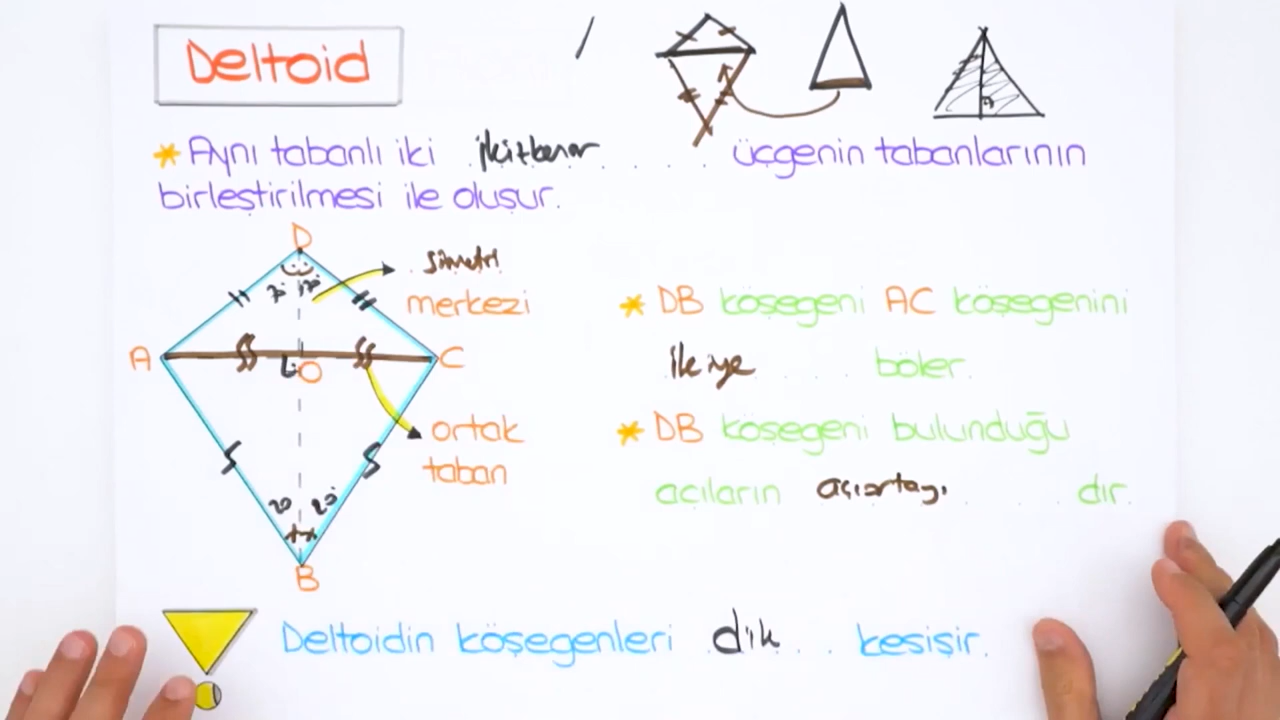 Deltoid
* Aynı tabanlı iki ikizkenar ..... üçgenin tabanlarının
birleştirilmesi ile oluşur.
D
simetri
merkezi
A
O
C
ortak
taban
B
* DB köşegeni AC köşegenini
ikiye .... böler.
* DB köşegeni bulunduğu
açıların açıortayı .... dır.
Deltoidin köşegenleri dik ... kesişir.